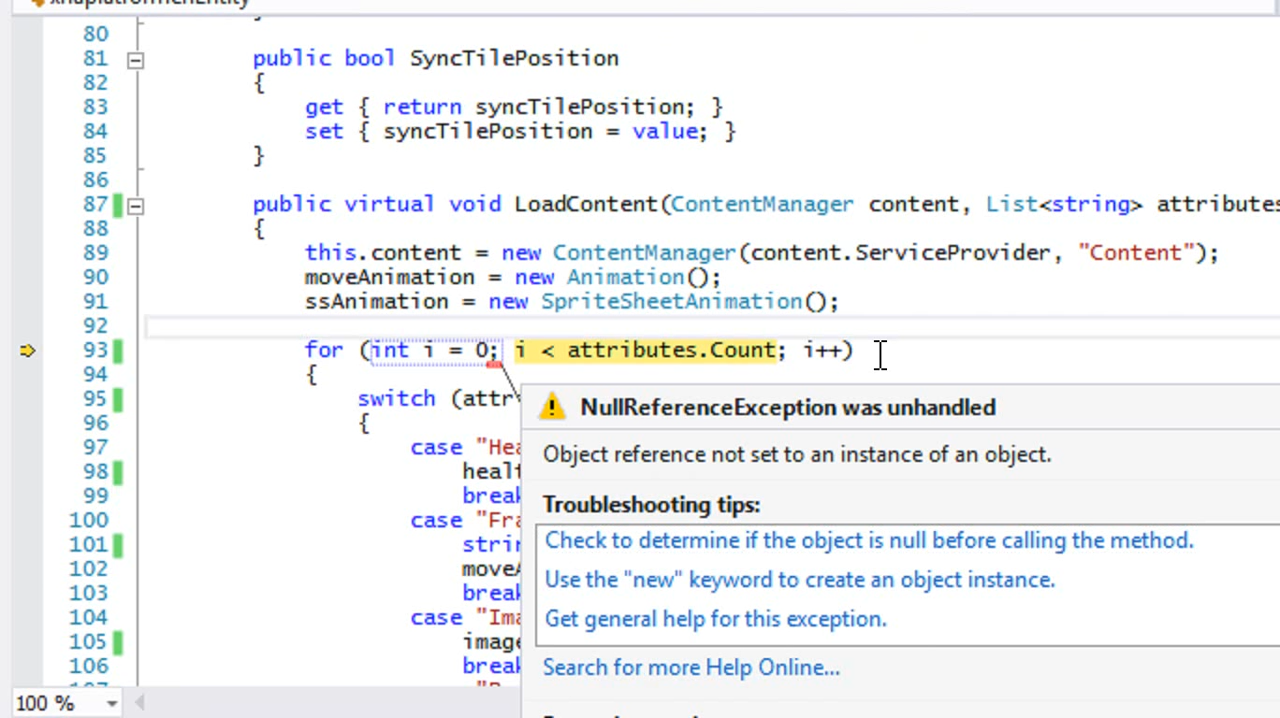 80
81 public bool SyncTilePosition
82 {
83 get { return syncTilePosition; }
84 set { syncTilePosition = value; }
85 }
86
87 public virtual void LoadContent(ContentManager content, List<string> attributes
88 {
89 this.content = new ContentManager(content.ServiceProvider, "Content");
90 moveAnimation = new Animation();
91 ssAnimation = new SpriteSheetAnimation();
92
93 for (int i = 0; i < attributes.Count; i++)
94 {
95 switch (attr
96 {
97 case "Hea
98 healt
99 break
100 case "Fra
101 strin
102 moveA
103 break
104 case "Ima
105 image
106 break
NullReferenceException was unhandled
Object reference not set to an instance of an object.
Troubleshooting tips:
Check to determine if the object is null before calling the method.
Use the "new" keyword to create an object instance.
Get general help for this exception.
Search for more Help Online...
100 %